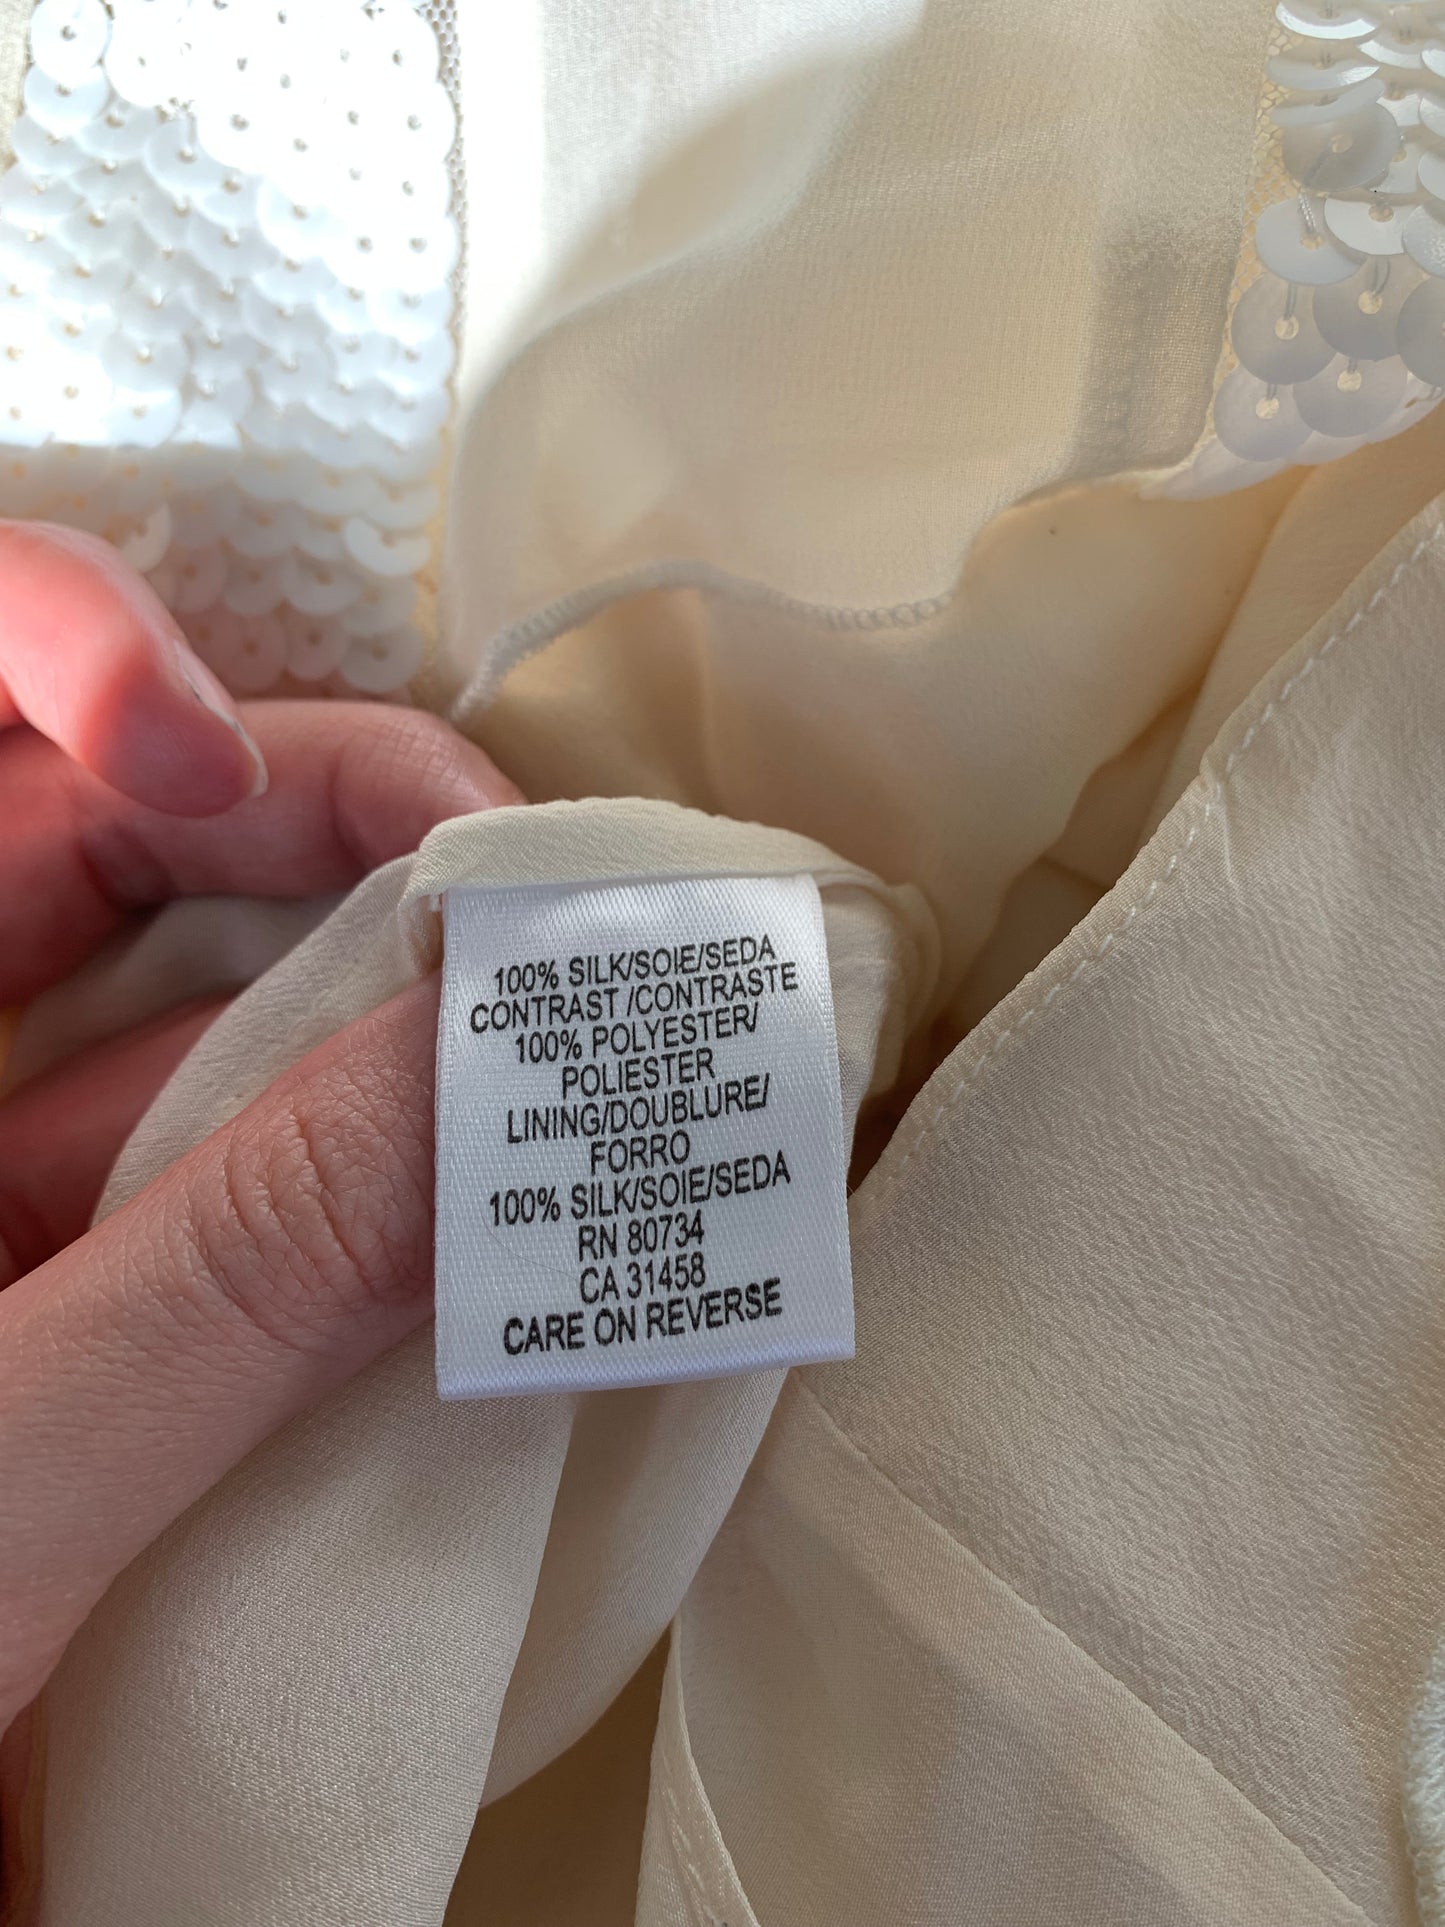 100% SILK/SOIE/SEDA
CONTRAST /CONTRASTE
100% POLYESTER/
POLIESTER
LINING/DOUBLURE/
FORRO
100% SILK/SOIE/SEDA
RN 80734
CA 31458
CARE ON REVERSE